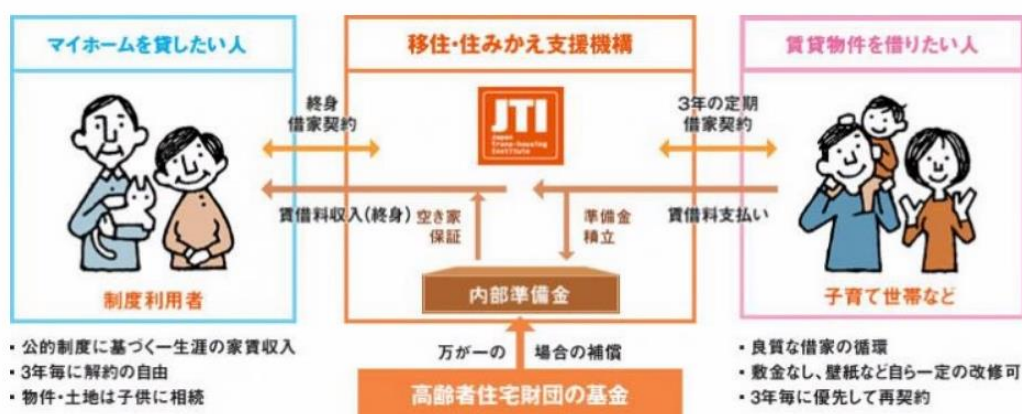 マイホームを貸したい人
移住・住みかえ支援機構
賃貸物件を借りたい人
終身
借家契約
JTI
Japan
Trans-housing
Institute
3年の定期
借家契約
賃借料収入(終身)
空き家
保証
準備金
積立
賃借料支払い
制度利用者
内部準備金
子育て世帯など
・公的制度に基づく一生涯の家賃収入
・3年毎に解約の自由
・物件・土地は子供に相続
万が一の 場合の補償
高齢者住宅財団の基金
・良質な借家の循環
・敷金なし、壁紙など自ら一定の改修可
・3年毎に優先して再契約